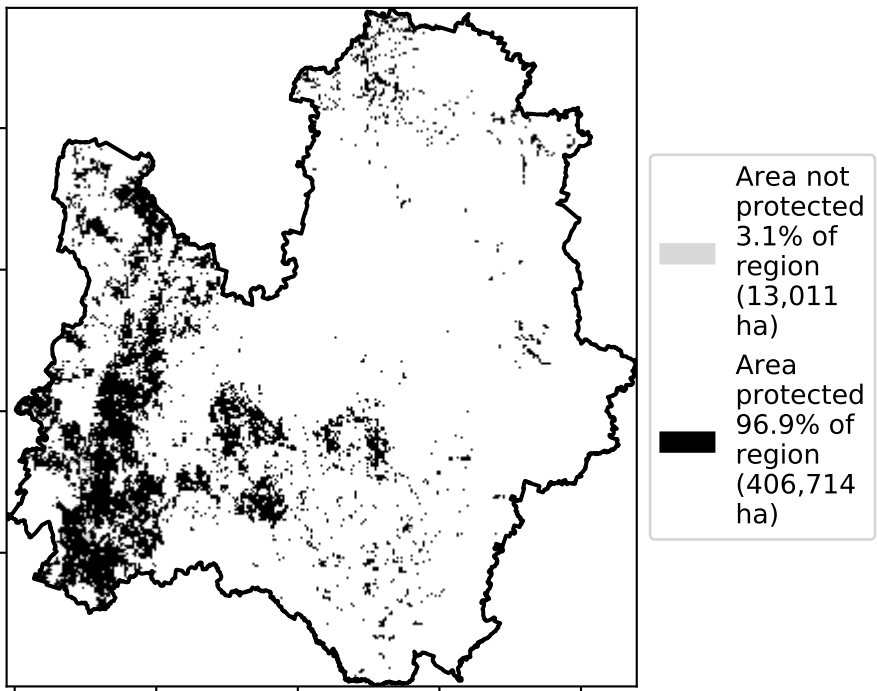 Area not
protected
3.1% of
region
(13,011
ha)
Area
protected
96.9% of
region
(406,714
ha)